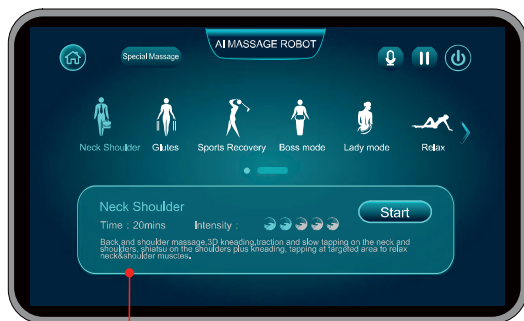 AI MASSAGE ROBOT
Special Massage
Neck Shoulder
Glutes
Sports Recovery
Boss mode
Lady mode
Relax
Neck Shoulder
Time : 20mins Intensity :
Start
Back and shoulder massage,3D kneading,traction and slow tapping on the neck and
shoulders, shiatsu on the shoulders plus kneading, tapping at targeted area to relax
neck&shoulder musctes.